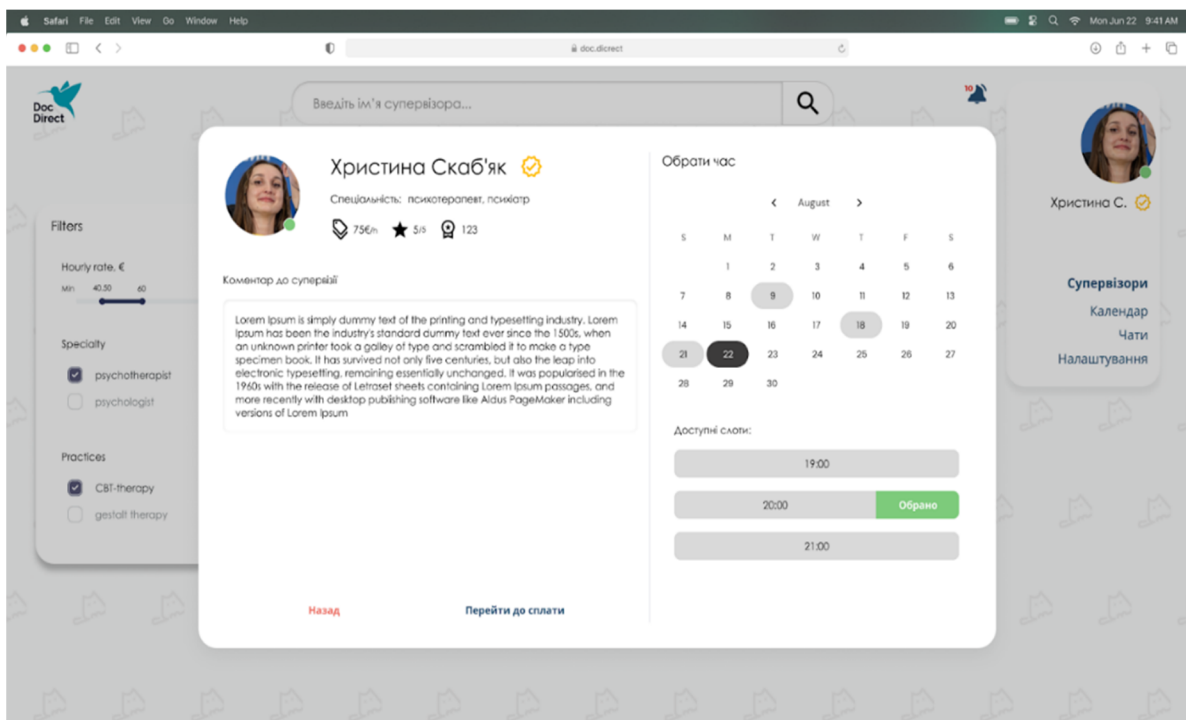 Safari File Edit View Go Window Help
Mon Jun 22 9:41 AM
doc.dicrect
Doc
Direct
Введіть ім'я супервізора...
10
Христина С.
Супервізори
Календар
Чати
Налаштування
Filters
Hourly rate, €
Min 40.30 60
Specialty
psychotherapist
psychologist
Practices
CBT-therapy
gestalt therapy
Христина Скаб'як
Спеціальність: психотерапевт, психіатр
75€/h 5/5 123
Коментар до супервізії
Lorem Ipsum is simply dummy text of the printing and typesetting industry. Lorem
Ipsum has been the industry's standard dummy text ever since the 1500s, when
an unknown printer took a galley of type and scrambled it to make a type
specimen book. It has survived not only five centuries, but also the leap into
electronic typesetting, remaining essentially unchanged. It was popularised in the
1960s with the release of Letraset sheets containing Lorem Ipsum passages, and
more recently with desktop publishing software like Aldus PageMaker including
versions of Lorem Ipsum
Назад
Перейти до сплати
Обрати час
August
S M T W T F S
1 2 3 4 5 6
7 8 9 10 11 12 13
14 15 16 17 18 19 20
21 22 23 24 25 26 27
28 29 30
Доступні слоти:
19:00
20:00 Обрано
21:00